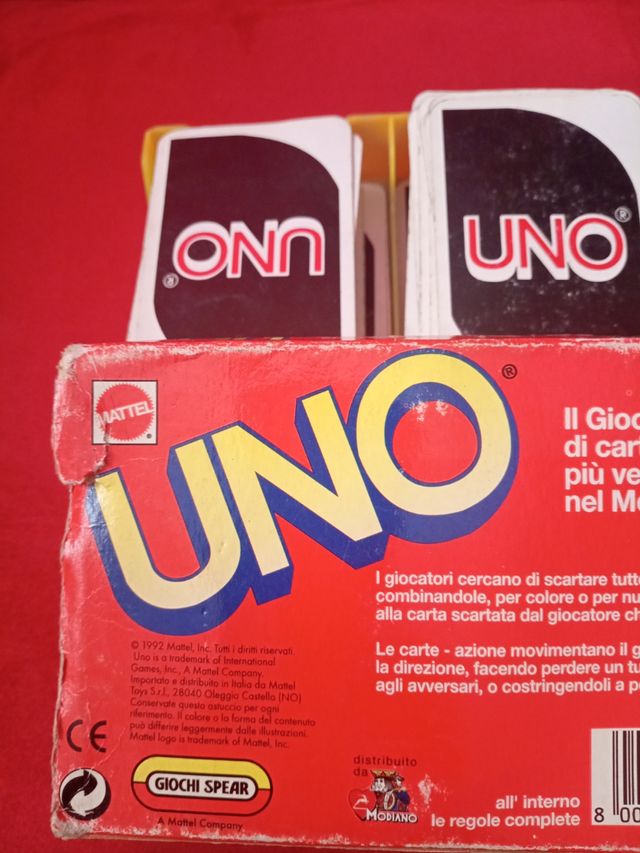 UNO®
UNO®
MATTEL
®
UNO®
Il Gioc
di car
più ve
nel M
I giocatori cercano di scartare tutt
combinandole, per colore o per nu
alla carta scartata dal giocatore ch
Le carte - azione movimentano il g
la direzione, facendo perdere un tu
agli avversari, o costringendoli a p
© 1992 Mattel, Inc. Tutti i diritti riservati.
Uno is a trademark of International
Games, Inc., A Mattel Company.
Importato e distribuito in Italia da Mattel
Toys S.r.l., 28040 Oleggio Castello (NO)
Conservate questo astuccio per ogni
riferimento. Il colore o la forma del contenuto
può differire leggermente dalle illustrazioni.
Mattel logo is trademark of Mattel, Inc.
CE
GIOCHI SPEAR
A Mattel Company
distribuito
da
MODIANO
all' interno
le regole complete
8 00